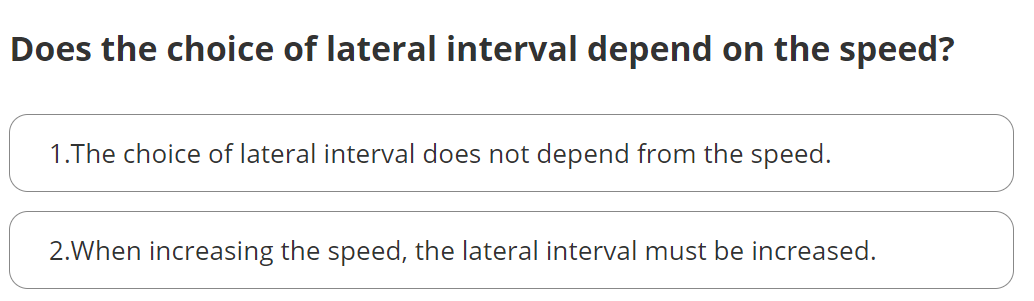 Does the choice of lateral interval depend on the speed?
1.The choice of lateral interval does not depend from the speed.
2.When increasing the speed, the lateral interval must be increased.